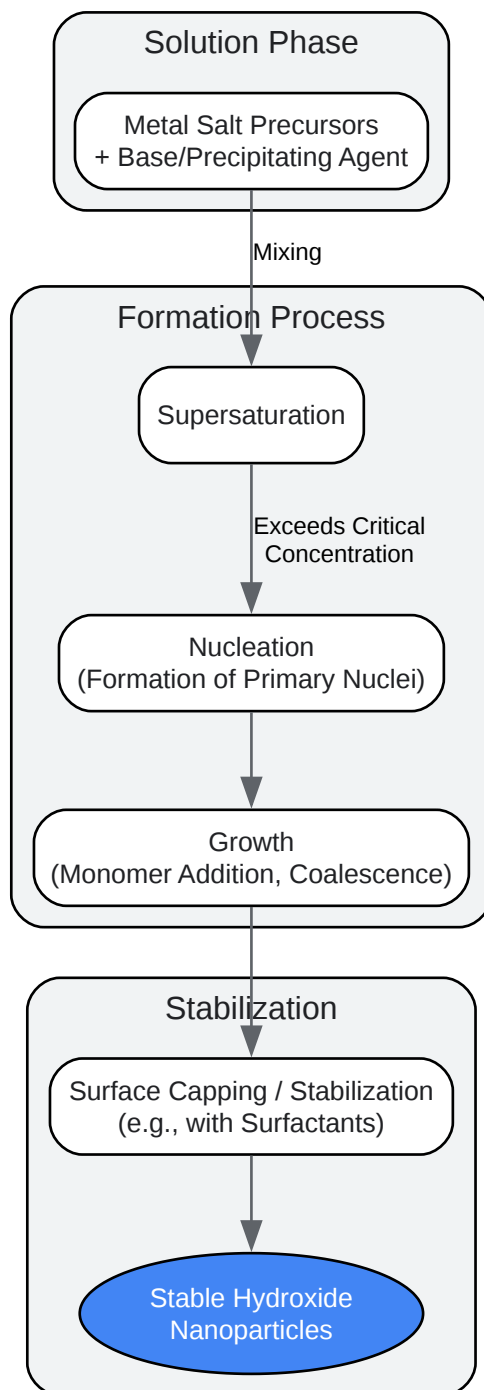 Solution Phase
Metal Salt Precursors
+ Base/Precipitating Agent
Mixing
Formation Process
Supersaturation
Exceeds Critical
Concentration
Nucleation
(Formation of Primary Nuclei)
Growth
(Monomer Addition, Coalescence)
Stabilization
Surface Capping / Stabilization
(e.g., with Surfactants)
Stable Hydroxide
Nanoparticles